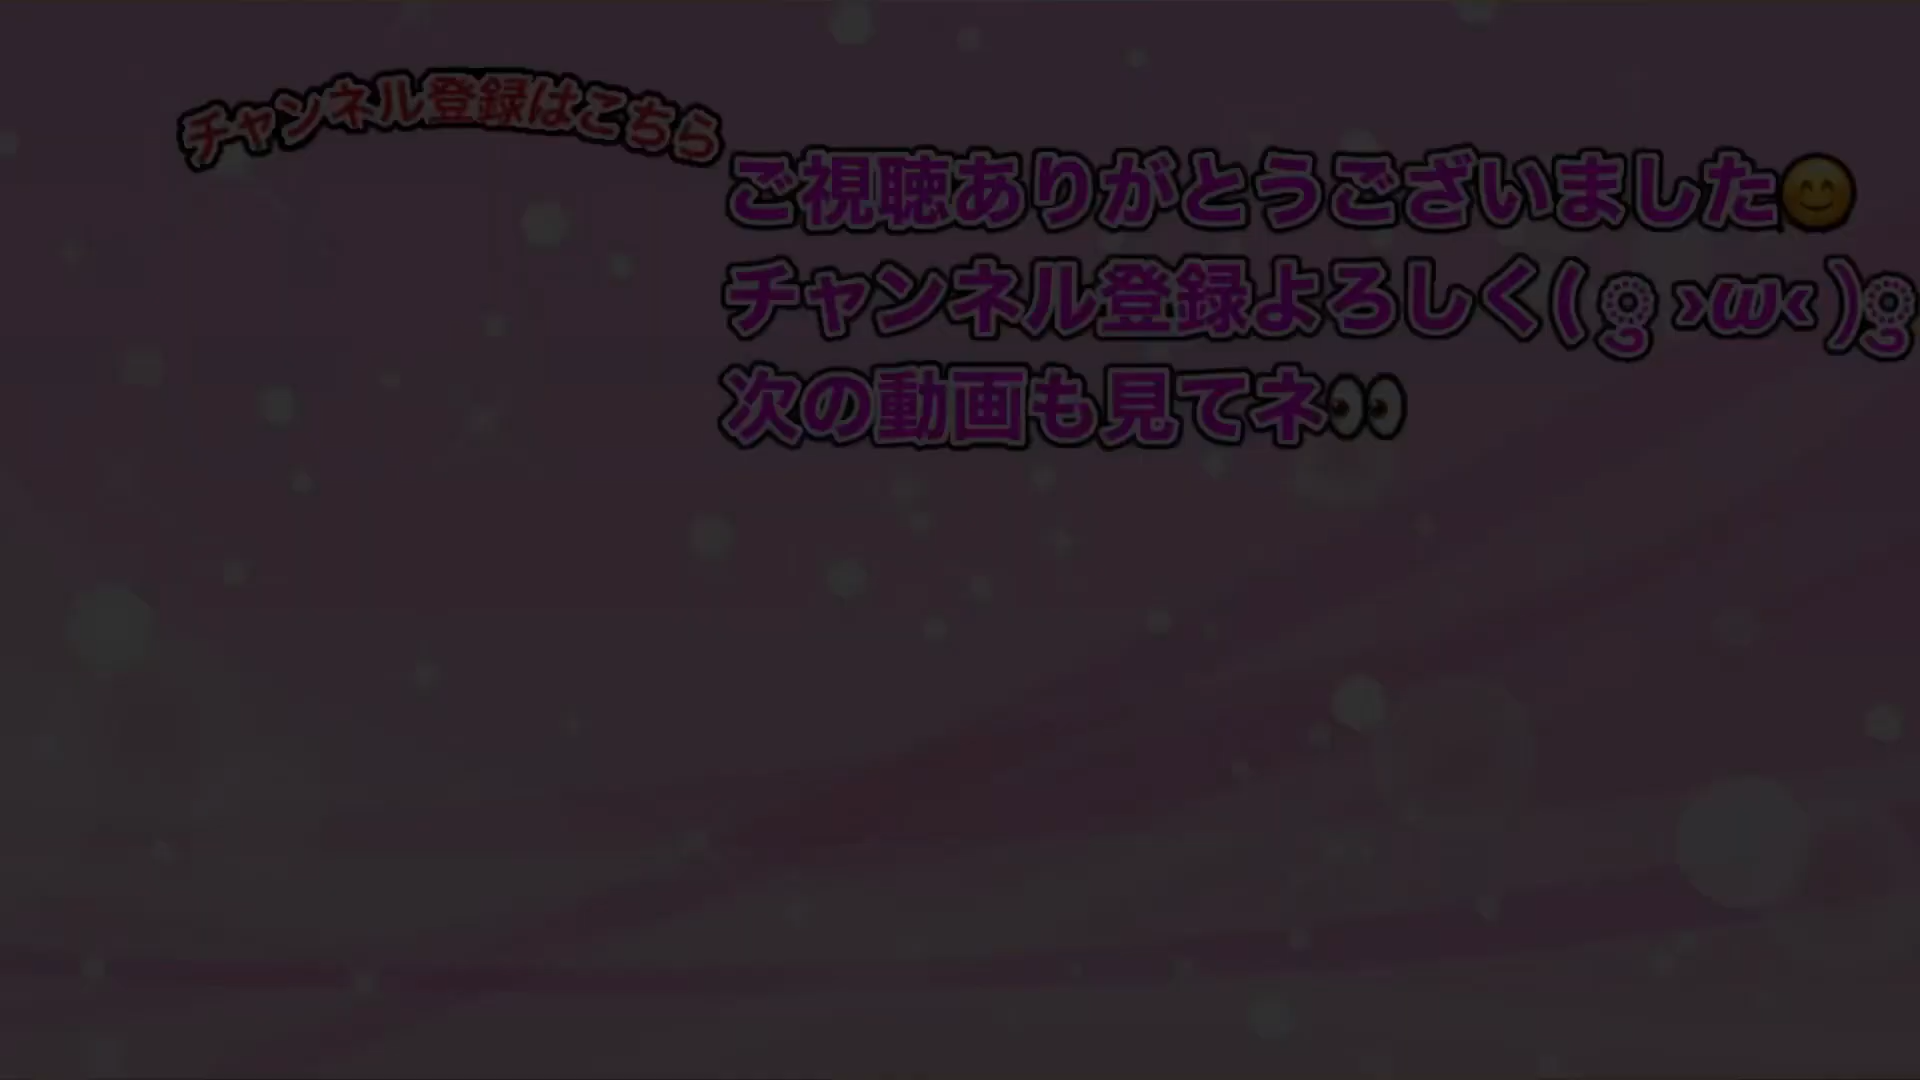 チャンネル登録はこちら
ご視聴ありがとうございました😊
チャンネル登録よろしく( ȷ̤ ›ω‹ )ȷ̤
次の動画も見てネ👀